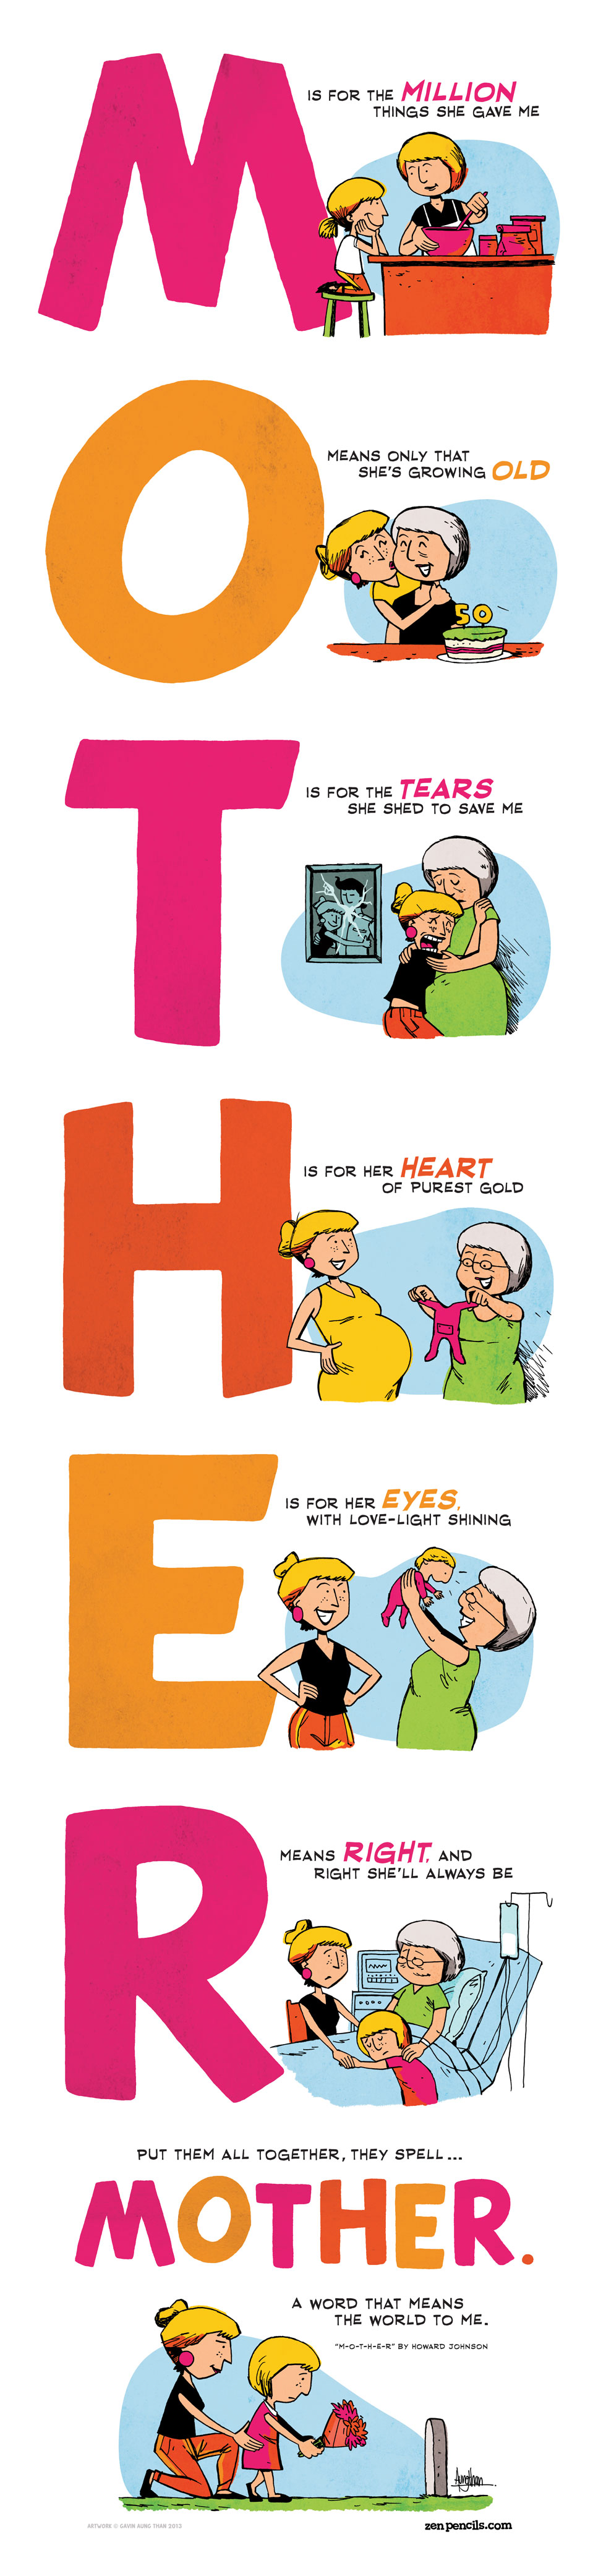 M
IS FOR THE MILLION
THINGS SHE GAVE ME
O
MEANS ONLY THAT
SHE'S GROWING OLD
50
T
IS FOR THE TEARS
SHE SHED TO SAVE ME
H
IS FOR HER HEART
OF PUREST GOLD
E
IS FOR HER EYES,
WITH LOVE-LIGHT SHINING
R
MEANS RIGHT, AND
RIGHT SHE'LL ALWAYS BE
PUT THEM ALL TOGETHER, THEY SPELL...
MOTHER.
A WORD THAT MEANS
THE WORLD TO ME.
"M-O-T-H-E-R" BY HOWARD JOHNSON
AungThan
ARTWORK © GAVIN AUNG THAN 2013
zenpencils.com